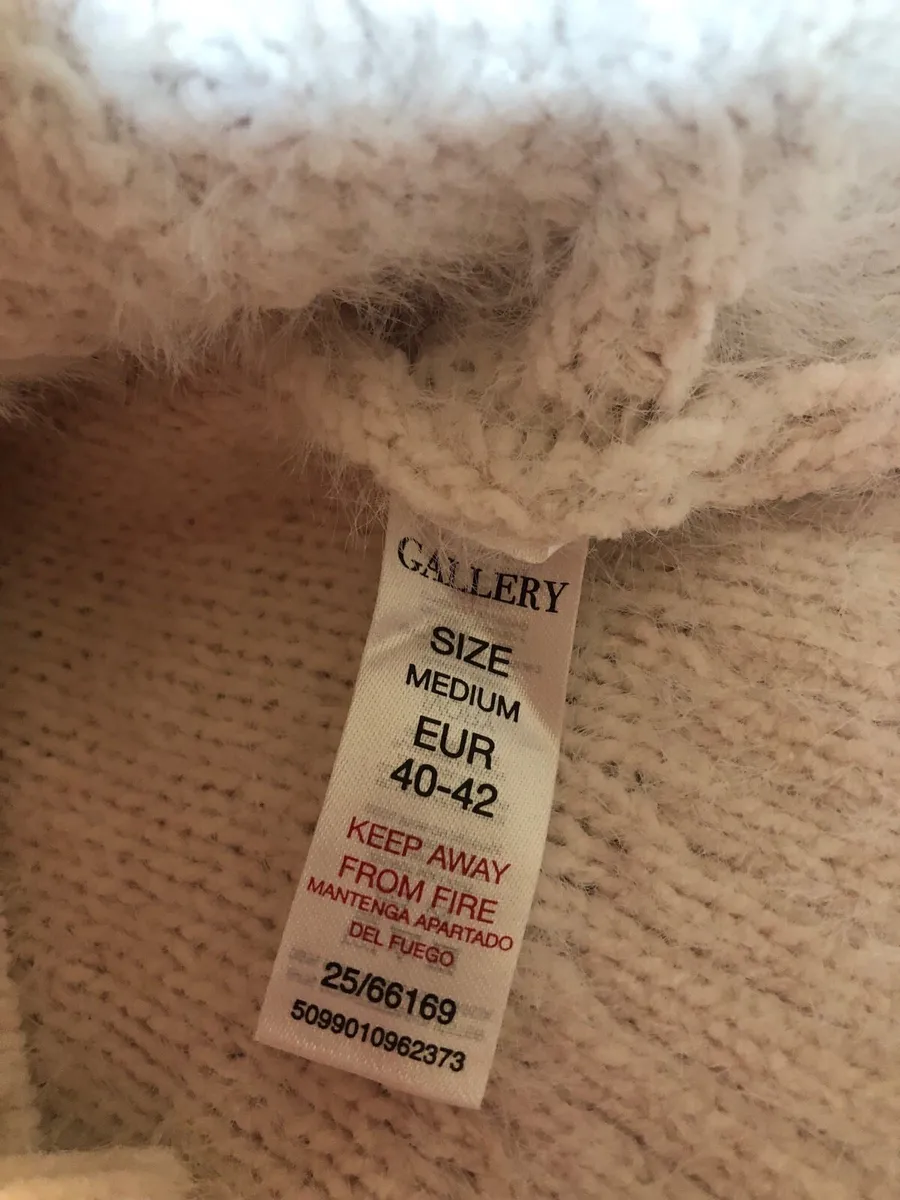 GALLERY
SIZE
MEDIUM
EUR
40-42
KEEP AWAY
FROM FIRE
MANTENGA APARTADO
DEL FUEGO
25/66169
5099010962373